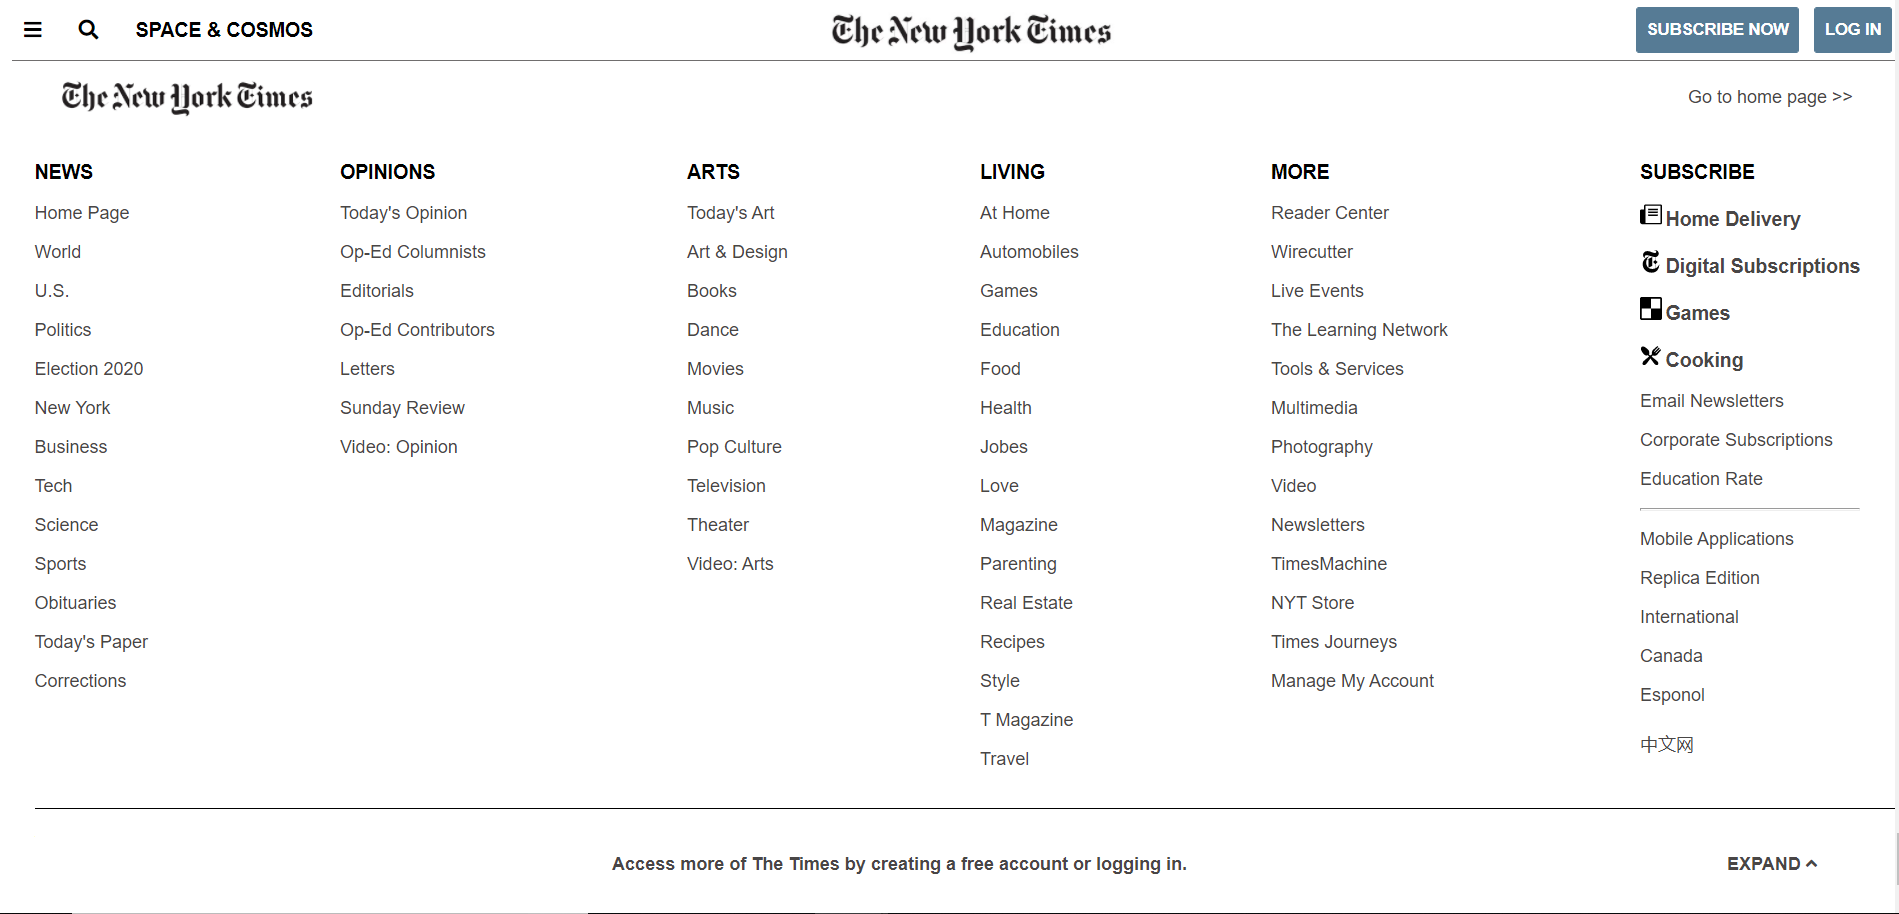 SPACE & COSMOS
The New York Times
SUBSCRIBE NOW
LOG IN
The New York Times
Go to home page >>
NEWS
Home Page
World
U.S.
Politics
Election 2020
New York
Business
Tech
Science
Sports
Obituaries
Today's Paper
Corrections
OPINIONS
Today's Opinion
Op-Ed Columnists
Editorials
Op-Ed Contributors
Letters
Sunday Review
Video: Opinion
ARTS
Today's Art
Art & Design
Books
Dance
Movies
Music
Pop Culture
Television
Theater
Video: Arts
LIVING
At Home
Automobiles
Games
Education
Food
Health
Jobes
Love
Magazine
Parenting
Real Estate
Recipes
Style
T Magazine
Travel
MORE
Reader Center
Wirecutter
Live Events
The Learning Network
Tools & Services
Multimedia
Photography
Video
Newsletters
TimesMachine
NYT Store
Times Journeys
Manage My Account
SUBSCRIBE
Home Delivery
Digital Subscriptions
Games
Cooking
Email Newsletters
Corporate Subscriptions
Education Rate
Mobile Applications
Replica Edition
International
Canada
Esponol
中文网
Access more of The Times by creating a free account or logging in.
EXPAND